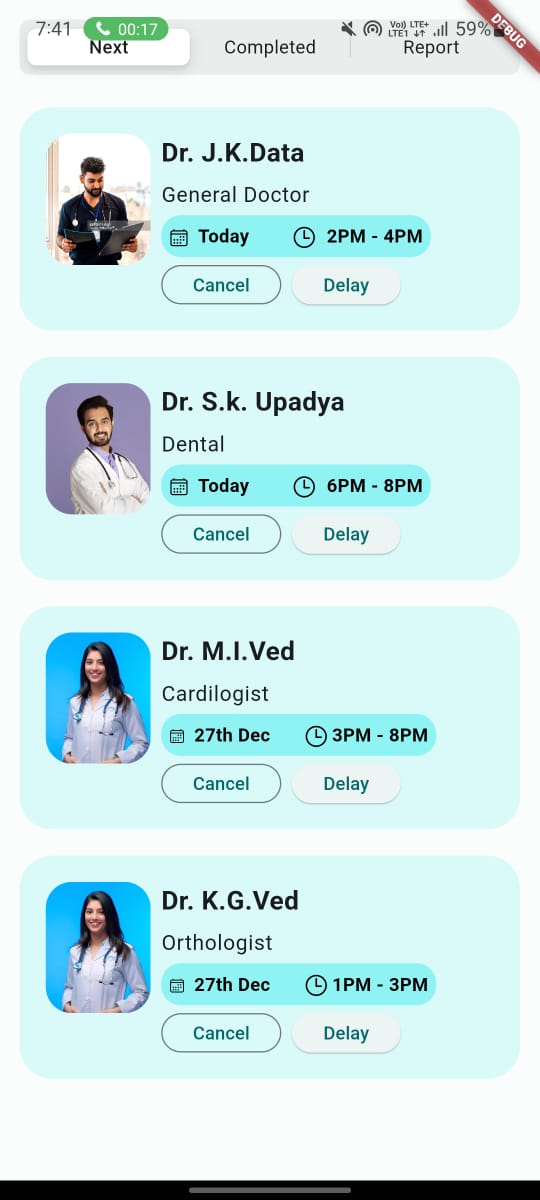 7:41 00:17 Vo) LTE+ LTE1 59%
DEBUG
Next Completed Report
Dr. J.K.Data
General Doctor
Today 2PM - 4PM
Cancel Delay
Dr. S.k. Upadya
Dental
Today 6PM - 8PM
Cancel Delay
Dr. M.I.Ved
Cardilogist
27th Dec 3PM - 8PM
Cancel Delay
Dr. K.G.Ved
Orthologist
27th Dec 1PM - 3PM
Cancel Delay